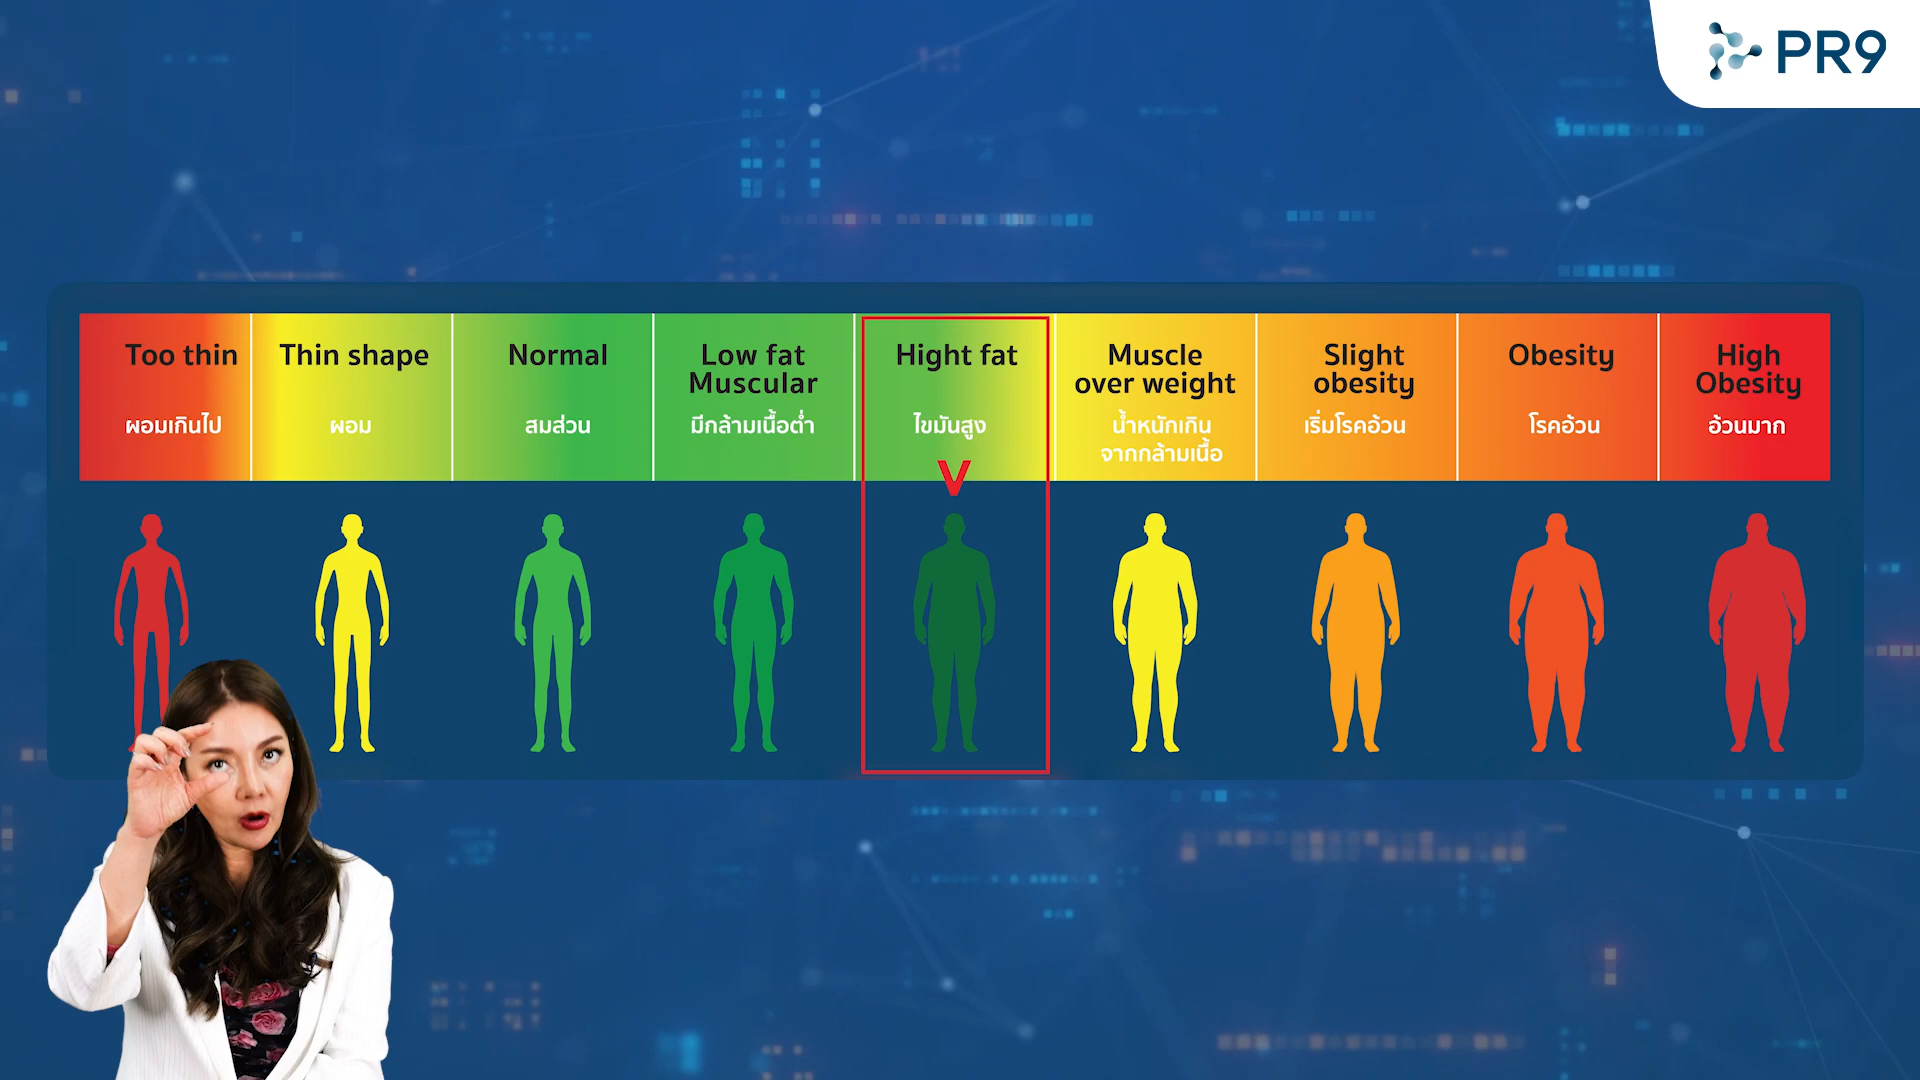 PR9
Too thin
ผอมเกินไป
Thin shape
ผอม
Normal
สมส่วน
Low fat
Muscular
มีกล้ามเนื้อต่ำ
Hight fat
ไขมันสูง
V
Muscle
over weight
น้ำหนักเกิน
จากกล้ามเนื้อ
Slight
obesity
เริ่มโรคอ้วน
Obesity
โรคอ้วน
High
Obesity
อ้วนมาก